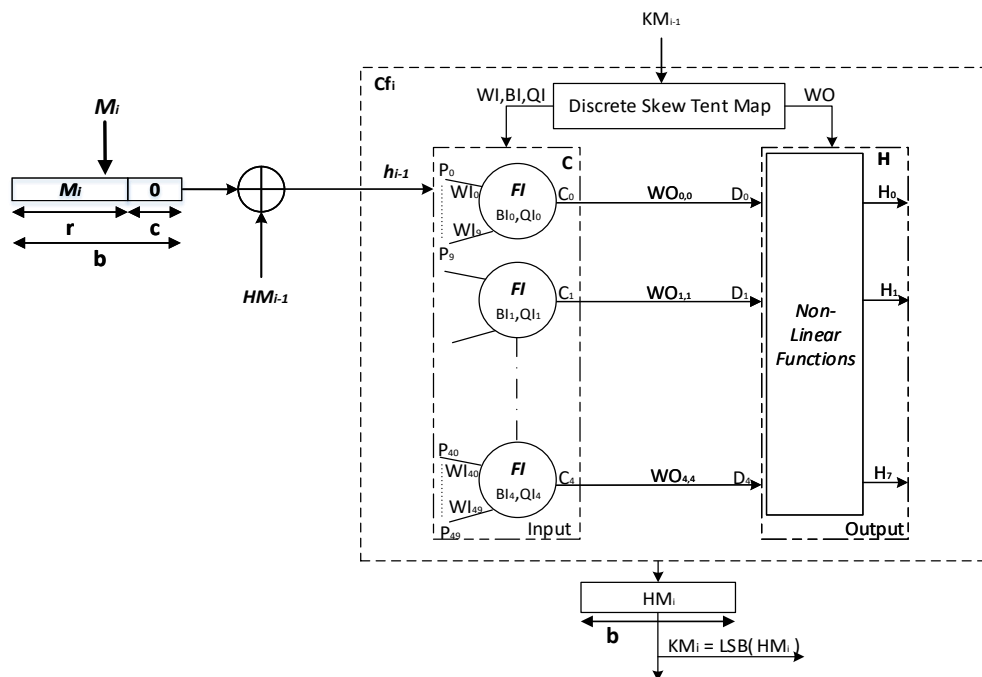 KMi-1
Cfi
WI,BI,QI
Discrete Skew Tent Map
WO
Mi
Mi 0
r c
b
HMi-1
hi-1
C
H
P0
WI0
WI9
P9
FI
BI0,QI0
C0
WO0,0
D0
H0
FI
BI1,QI1
C1
WO1,1
D1
H1
Non-
Linear
Functions
P40
WI40
WI49
P49
FI
BI4,QI4
C4
WO4,4
D4
H7
Input
Output
HMi
b
KMi = LSB( HMi )